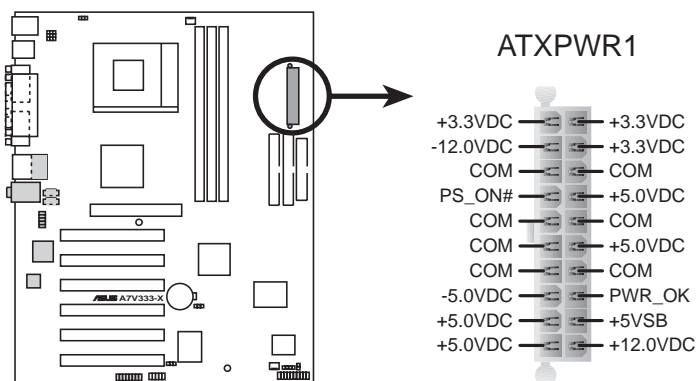 ATXPWR1
+3.3VDC +3.3VDC
-12.0VDC +3.3VDC
COM COM
PS_ON# +5.0VDC
COM COM
COM +5.0VDC
COM COM
-5.0VDC PWR_OK
+5.0VDC +5VSB
+5.0VDC +12.0VDC
ASUS A7V333-X